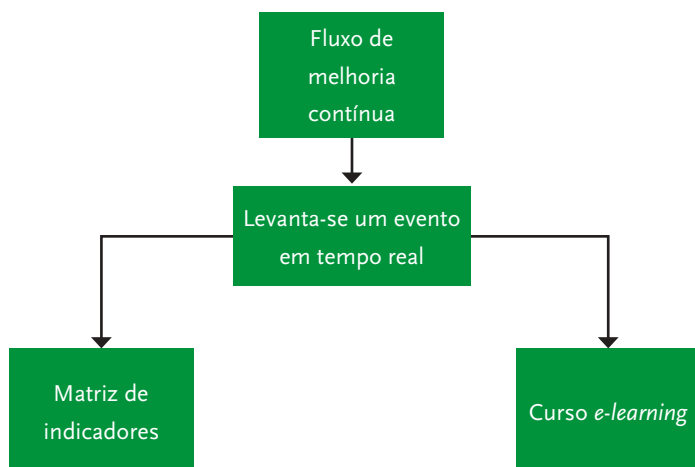 Fluxo de
melhoria
contínua
Levanta-se um evento
em tempo real
Matriz de
indicadores
Curso e-learning